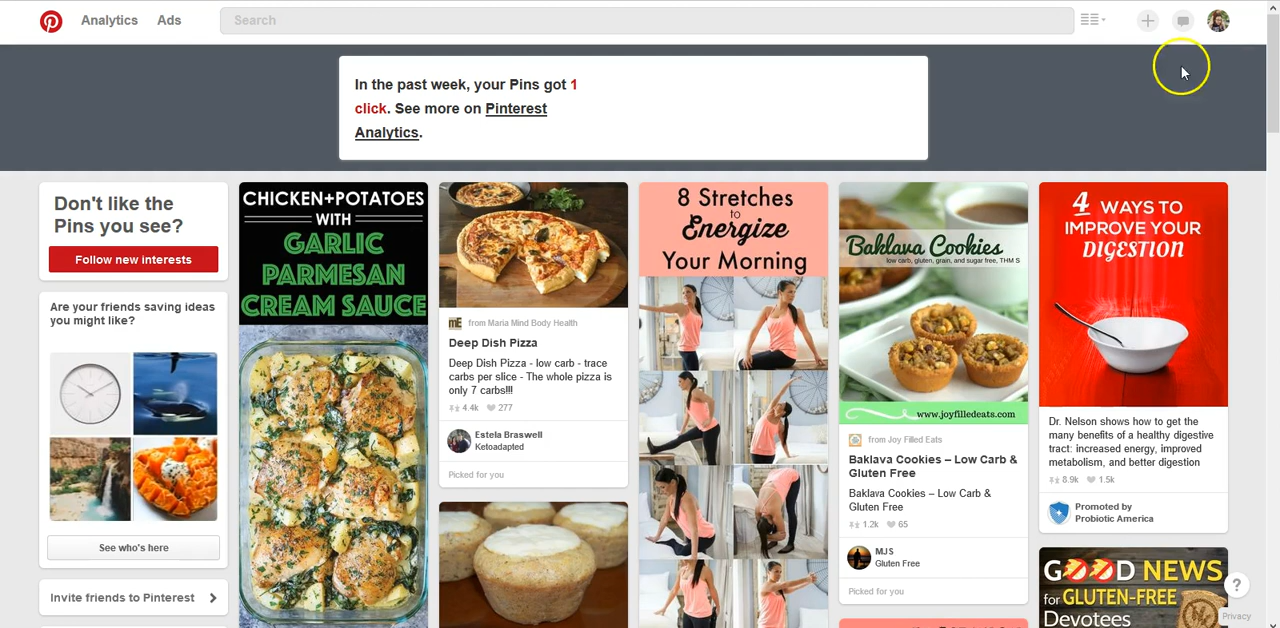 Analytics
Ads
Search
In the past week, your Pins got 1
click. See more on Pinterest
Analytics.
Don't like the
Pins you see?
Follow new interests
Are your friends saving ideas
you might like?
See who's here
Invite friends to Pinterest
CHICKEN+POTATOES
WITH
GARLIC
PARMESAN
CREAM SAUCE
from Maria Mind Body Health
Deep Dish Pizza
Deep Dish Pizza - low carb - trace
carbs per slice - The whole pizza is
only 7 carbs!!!
4.4k 277
Estela Braswell
Ketoadapted
Picked for you
8 Stretches
to
Energize
Your Morning
Baklava Cookies
low carb, gluten, grain, and sugar free, THM S
www.joyfilledeats.com
from Joy Filled Eats
Baklava Cookies – Low Carb &
Gluten Free
Baklava Cookies – Low Carb &
Gluten Free
1.2k 65
MJS
Gluten Free
Picked for you
4 WAYS TO
IMPROVE YOUR
DIGESTION
Dr. Nelson shows how to get the
many benefits of a healthy digestive
tract: increased energy, improved
metabolism, and better digestion
8.9k 1.5k
Promoted by
Probiotic America
GOOD NEWS
for GLUTEN-FREE
Devotees
?
Privacy